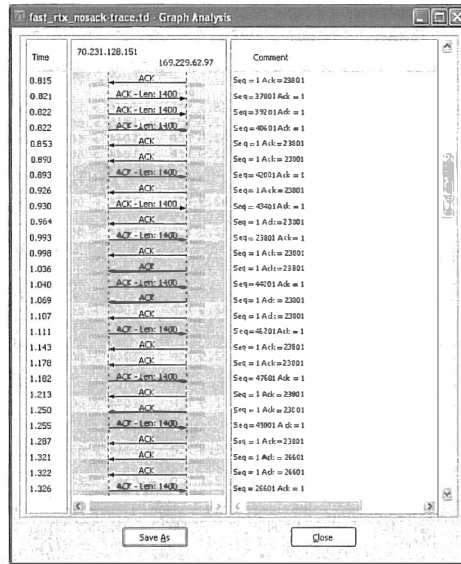 fast_rtx_nosack-trace.td - Graph Analysis
Time
70.231.128.151
169.229.62.97
Comment
0.815 ACK Seq = 1 Ack = 23801
0.821 ACK - Len: 1400 Seq = 37801 Ack = 1
0.822 ACK - Len: 1400 Seq = 39201 Ack = 1
0.822 ACK - Len: 1400 Seq = 40601 Ack = 1
0.853 ACK Seq = 1 Ack = 23801
0.890 ACK Seq = 1 Ack = 23801
0.893 ACK - Len: 1400 Seq = 42001 Ack = 1
0.926 ACK Seq = 1 Ack = 23801
0.930 ACK - Len: 1400 Seq = 43401 Ack = 1
0.964 ACK Seq = 1 Ack = 23801
0.993 ACK - Len: 1400 Seq = 23801 Ack = 1
0.998 ACK Seq = 1 Ack = 23801
1.036 ACK Seq = 1 Ack = 23801
1.040 ACK - Len: 1400 Seq = 44801 Ack = 1
1.069 ACK Seq = 1 Ack = 23801
1.107 ACK Seq = 1 Ack = 23801
1.111 ACK - Len: 1400 Seq = 46201 Ack = 1
1.143 ACK Seq = 1 Ack = 23801
1.178 ACK Seq = 1 Ack = 23801
1.182 ACK - Len: 1400 Seq = 47601 Ack = 1
1.213 ACK Seq = 1 Ack = 23801
1.250 ACK Seq = 1 Ack = 23801
1.255 ACK - Len: 1400 Seq = 49001 Ack = 1
1.287 ACK Seq = 1 Ack = 23801
1.321 ACK Seq = 1 Ack = 26601
1.322 ACK Seq = 1 Ack = 26601
1.326 ACK - Len: 1400 Seq = 26601 Ack = 1
Save As
Close